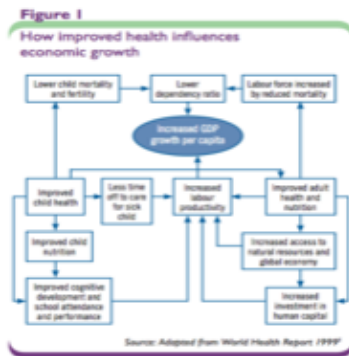 Figure 1
How improved health influences
economic growth
Lower child mortality
and fertility
Lower
dependency ratio
Labour force increased
by reduced mortality
Increased GDP
growth per capita
Improved
child health
Less time
off to care
for sick
child
Increased
labour
productivity
Improved adult
health and
nutrition
Improved child
nutrition
Increased access to
natural resources and
global economy
Improved cognitive
development and
school attendance
and performance
Increased
investment in
human capital
Source: Adapted from World Health Report 1999